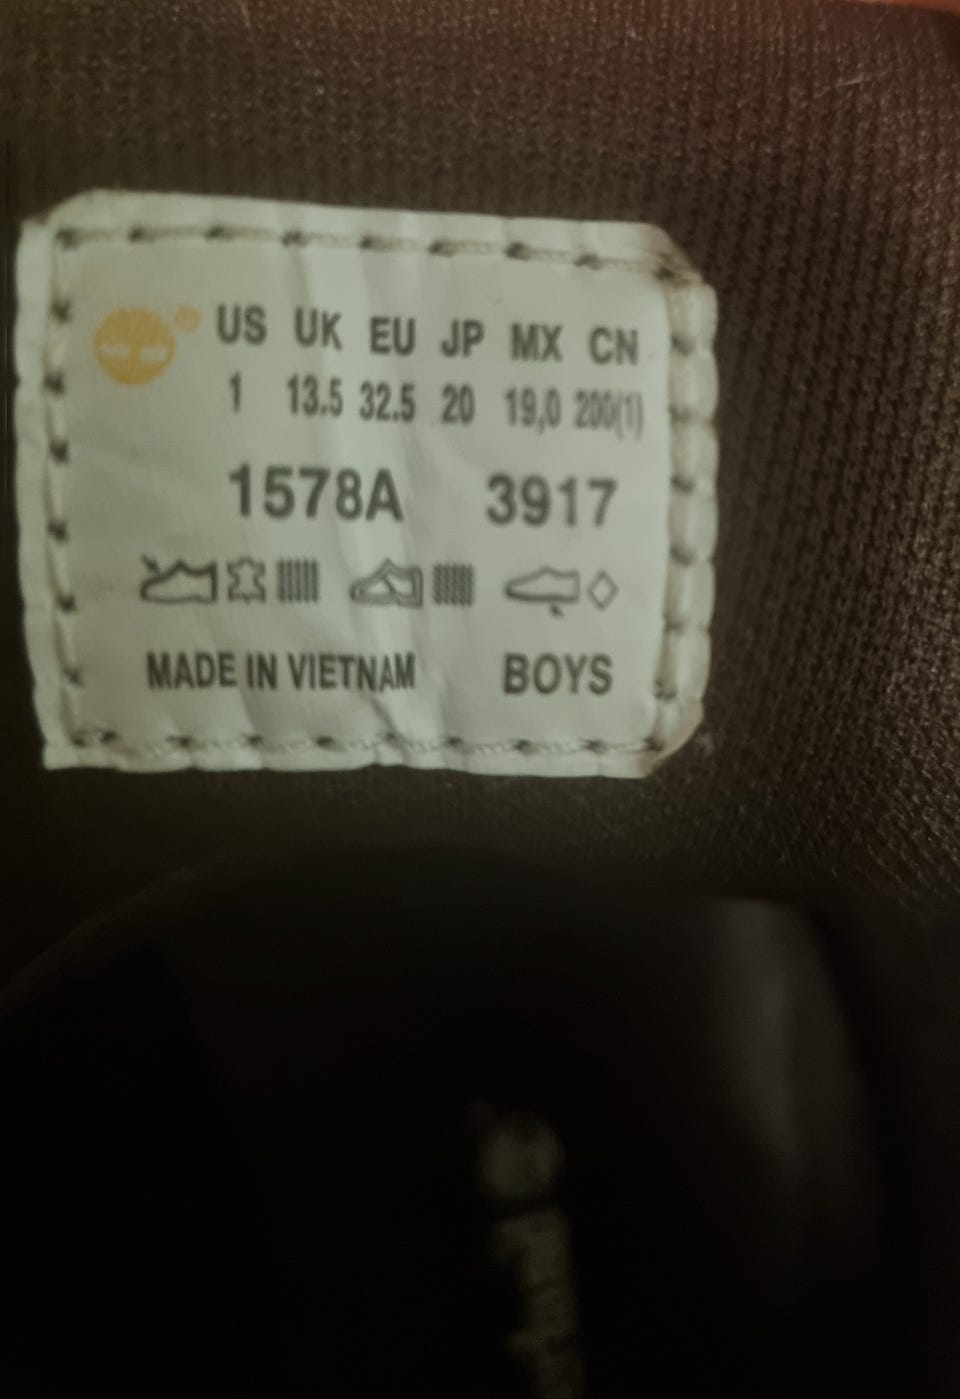 ® US UK EU JP MX CN
1 13.5 32.5 20 19,0 200(1)
1578A 3917
MADE IN VIETNAM BOYS